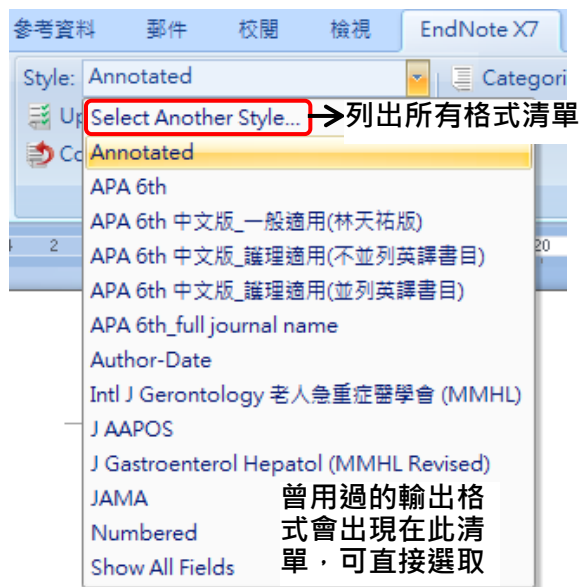 參考資料 郵件 校閱 檢視 EndNote X7
Style: Annotated Categori
Up
Select Another Style... →列出所有格式清單
Co
Annotated
APA 6th
APA 6th 中文版_一般適用(林天祐版)
2 20
APA 6th 中文版_護理適用(不並列英譯書目)
APA 6th 中文版_護理適用(並列英譯書目)
APA 6th_full journal name
Author-Date
Intl J Gerontology 老人急重症醫學會 (MMHL)
J AAPOS
J Gastroenterol Hepatol (MMHL Revised)
JAMA
Numbered
Show All Fields
曾用過的輸出格
式會出現在此清
單，可直接選取